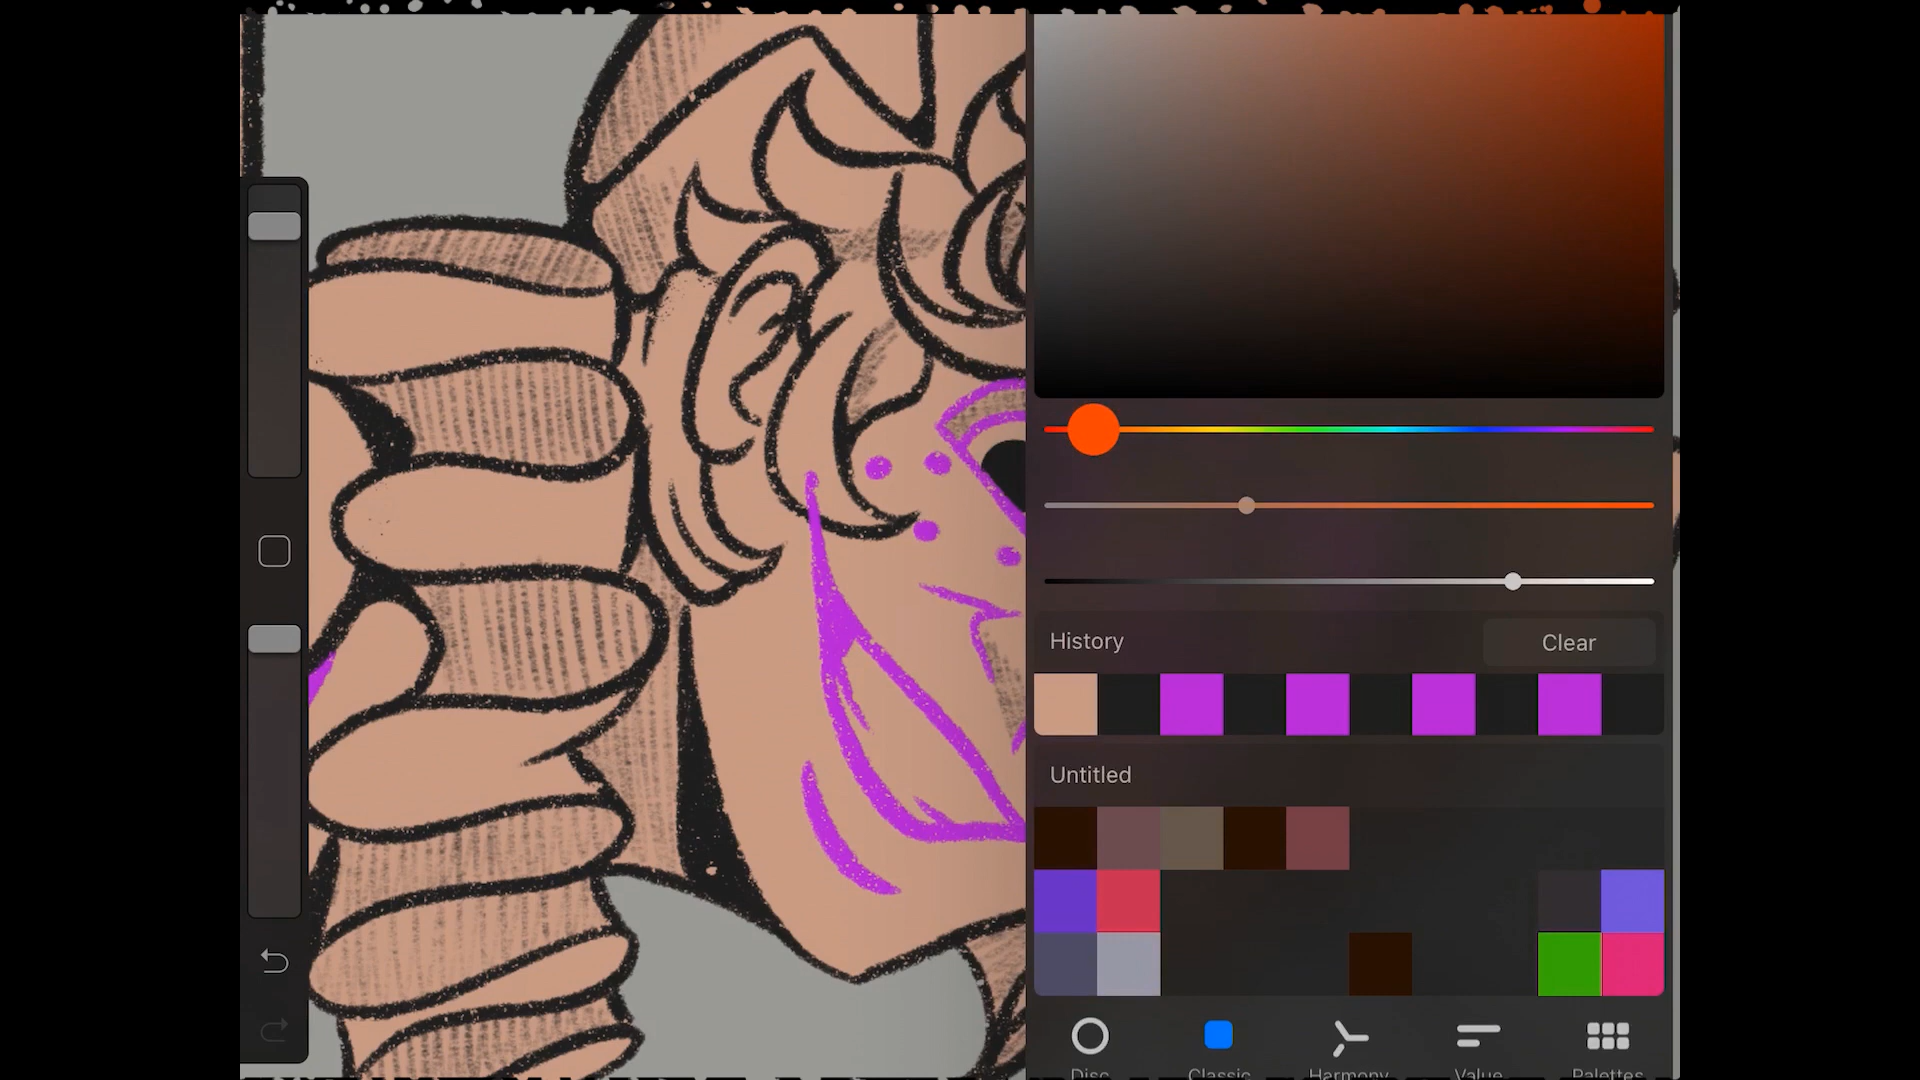 History
Clear
Untitled
Disc
Classic
Harmony
Value
Palettes